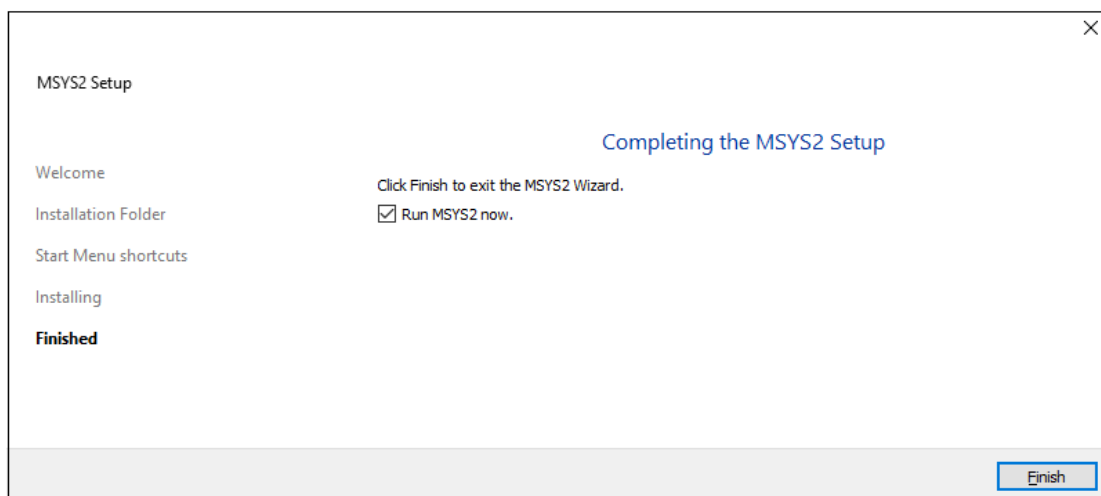 MSYS2 Setup
Completing the MSYS2 Setup
Welcome
Click Finish to exit the MSYS2 Wizard.
Installation Folder
Run MSYS2 now.
Start Menu shortcuts
Installing
Finished
Finish